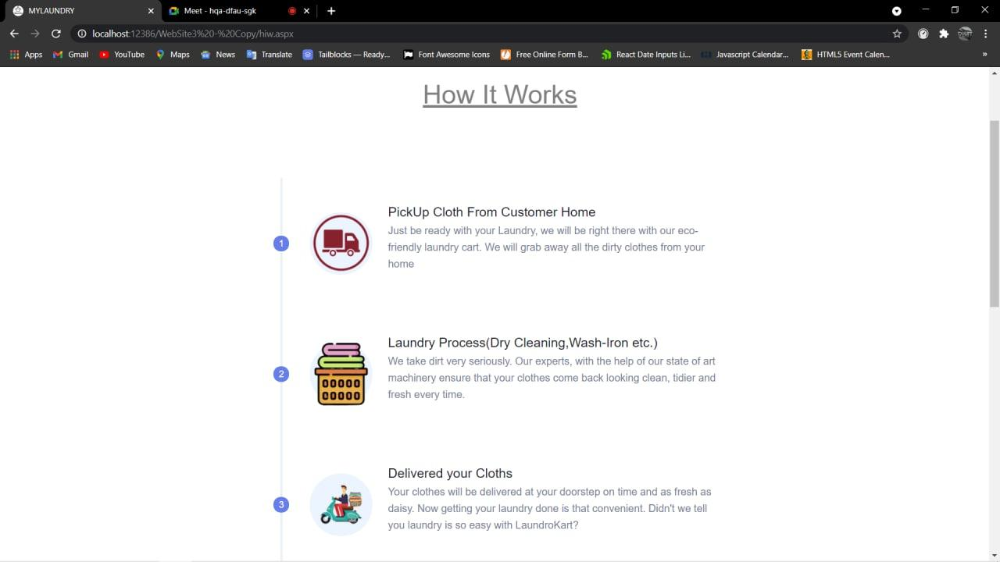 MYLAUNDRY
Meet - hqa-dfau-sgk
localhost:12386/WebSite3%20-%20Copy/hiw.aspx
Apps Gmail YouTube Maps News Translate Tailblocks — Ready... Font Awesome Icons Free Online Form B... React Date Inputs Li... Javascript Calendar... HTML5 Event Calen... »
How It Works
PickUp Cloth From Customer Home
Just be ready with your Laundry, we will be right there with our eco-
1
friendly laundry cart. We will grab away all the dirty clothes from your
home
Laundry Process(Dry Cleaning,Wash-Iron etc.)
We take dirt very seriously. Our experts, with the help of our state of art
2
machinery ensure that your clothes come back looking clean, tidier and
fresh every time.
Delivered your Cloths
Your clothes will be delivered at your doorstep on time and as fresh as
3
daisy. Now getting your laundry done is that convenient. Didn't we tell
you laundry is so easy with LaundroKart?